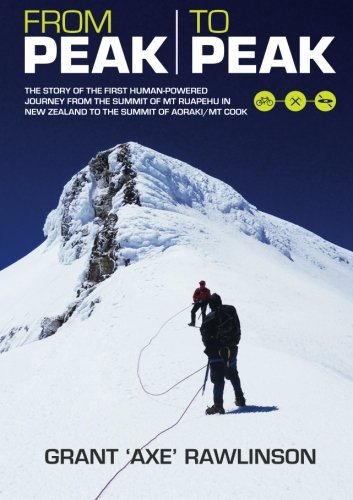 FROM TO
PEAK PEAK
THE STORY OF THE FIRST HUMAN-POWERED
JOURNEY FROM THE SUMMIT OF MT RUAPEHU IN
NEW ZEALAND TO THE SUMMIT OF AORAKI/MT COOK
GRANT ‘AXE’ RAWLINSON